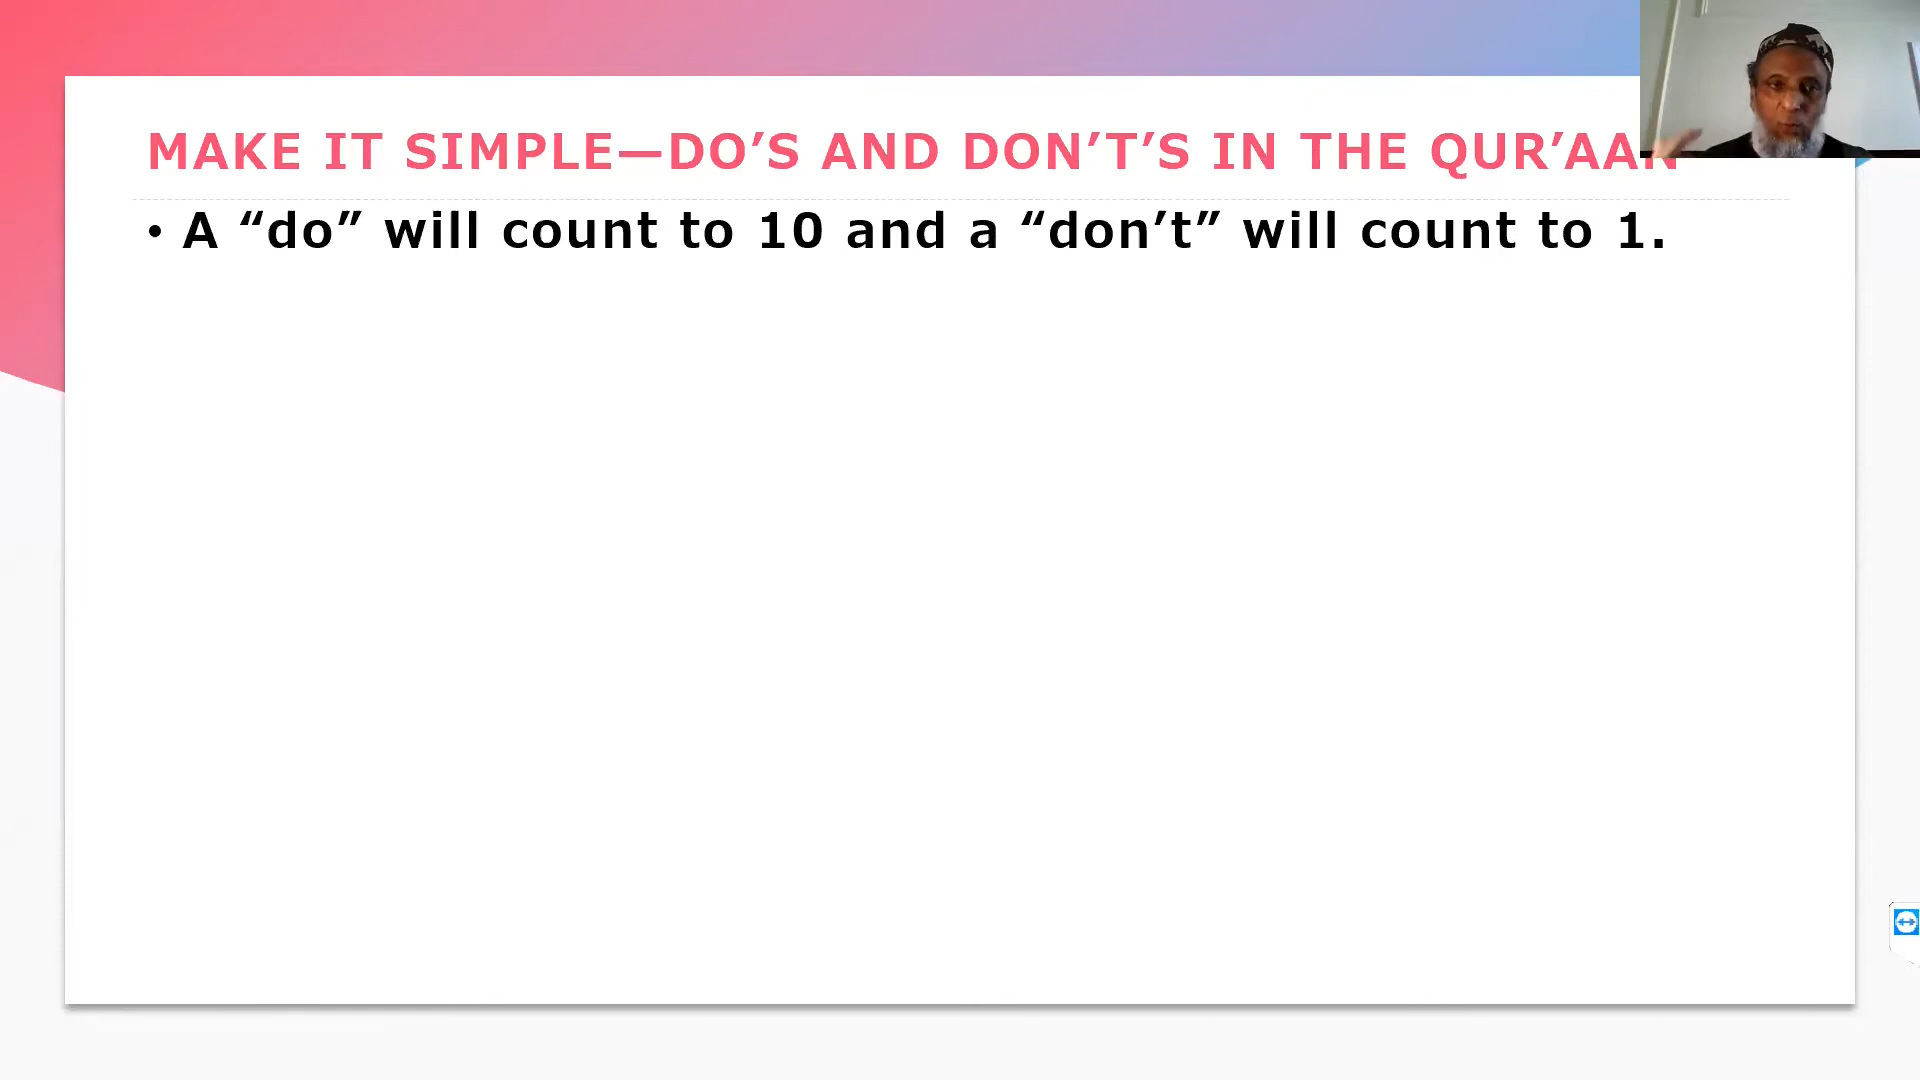 MAKE IT SIMPLE—DO’S AND DON’T’S IN THE QUR’AAN
• A “do” will count to 10 and a “don’t” will count to 1.